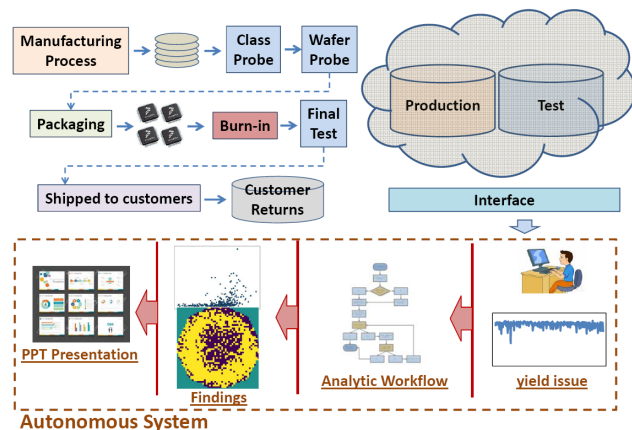 Manufacturing
Process
Class
Probe
Wafer
Probe
Packaging
Burn-in
Final
Test
Shipped to customers
Customer
Returns
Production
Test
Interface
PPT Presentation
Findings
Analytic Workflow
yield issue
Autonomous System